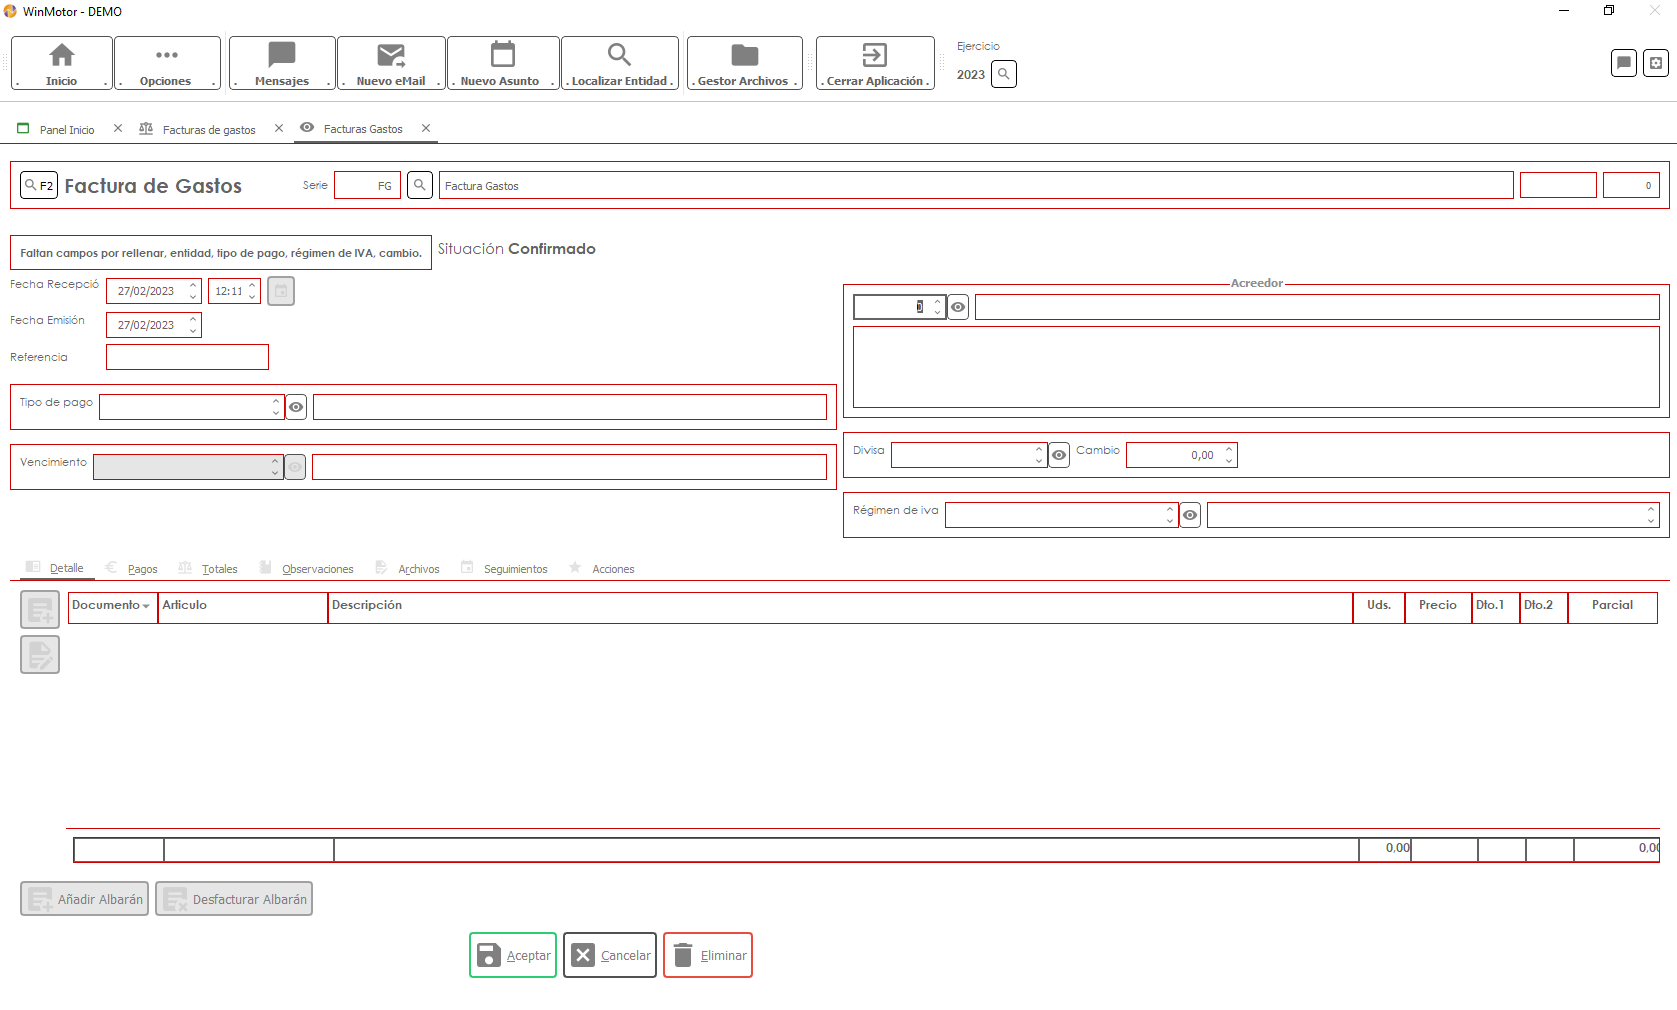 WinMotor - DEMO
. Inicio .
. Opciones .
. Mensajes .
. Nuevo eMail .
. Nuevo Asunto .
. Localizar Entidad .
. Gestor Archivos .
. Cerrar Aplicación .
Ejercicio
2023
Panel Inicio
Facturas de gastos
Facturas Gastos
F2 Factura de Gastos Serie FG Factura Gastos 0
Faltan campos por rellenar, entidad, tipo de pago, régimen de IVA, cambio.
Situación Confirmado
Fecha Recepció 27/02/2023 12:11
Fecha Emisión 27/02/2023
Referencia
Tipo de pago
Vencimiento
Acreedor
0
Divisa Cambio 0,00
Régimen de iva
Detalle Pagos Totales Observaciones Archivos Seguimientos Acciones
Documento Articulo Descripción Uds. Precio Dto.1 Dto.2 Parcial
0,00 0,00
Añadir Albarán Desfacturar Albarán
Aceptar Cancelar Eliminar